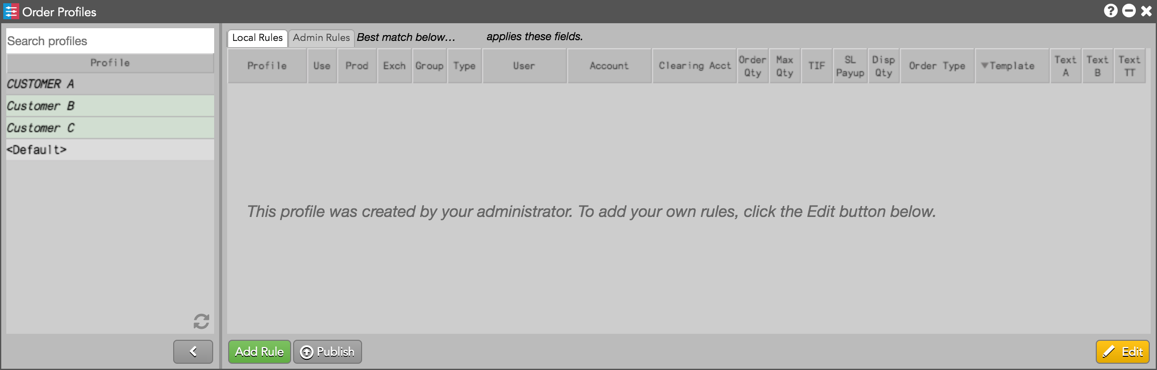 Order Profiles
Search profiles
Profile
CUSTOMER A
Customer B
Customer C
<Default>
Local Rules Admin Rules Best match below... applies these fields.
Profile Use Prod Exch Group Type User Account Clearing Acct Order Qty Max Qty TIF SL Payup Disp Qty Order Type ▼Template Text A Text B Text TT
This profile was created by your administrator. To add your own rules, click the Edit button below.
Add Rule Publish Edit